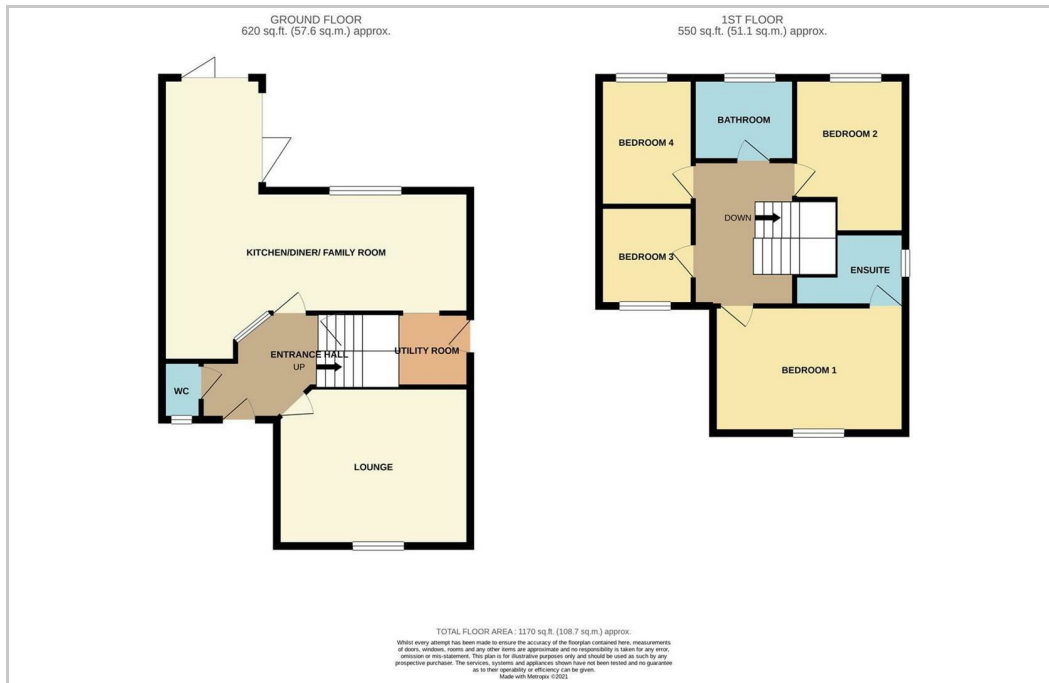 GROUND FLOOR
620 sq.ft. (57.6 sq.m.) approx.
1ST FLOOR
550 sq.ft. (51.1 sq.m.) approx.
KITCHEN/DINER/ FAMILY ROOM
ENTRANCE HALL
UP
UTILITY ROOM
WC
LOUNGE
BEDROOM 4
BATHROOM
BEDROOM 2
DOWN
BEDROOM 3
ENSUITE
BEDROOM 1
TOTAL FLOOR AREA : 1170 sq.ft. (108.7 sq.m.) approx.
Whilst every attempt has been made to ensure the accuracy of the floorplan contained here, measurements
of doors, windows, rooms and any other items are approximate and no responsibility is taken for any error,
omission or mis-statement. This plan is for illustrative purposes only and should be used as such by any
prospective purchaser. The services, systems and appliances shown have not been tested and no guarantee
as to their operability or efficiency can be given.
Made with Metropix ©2021